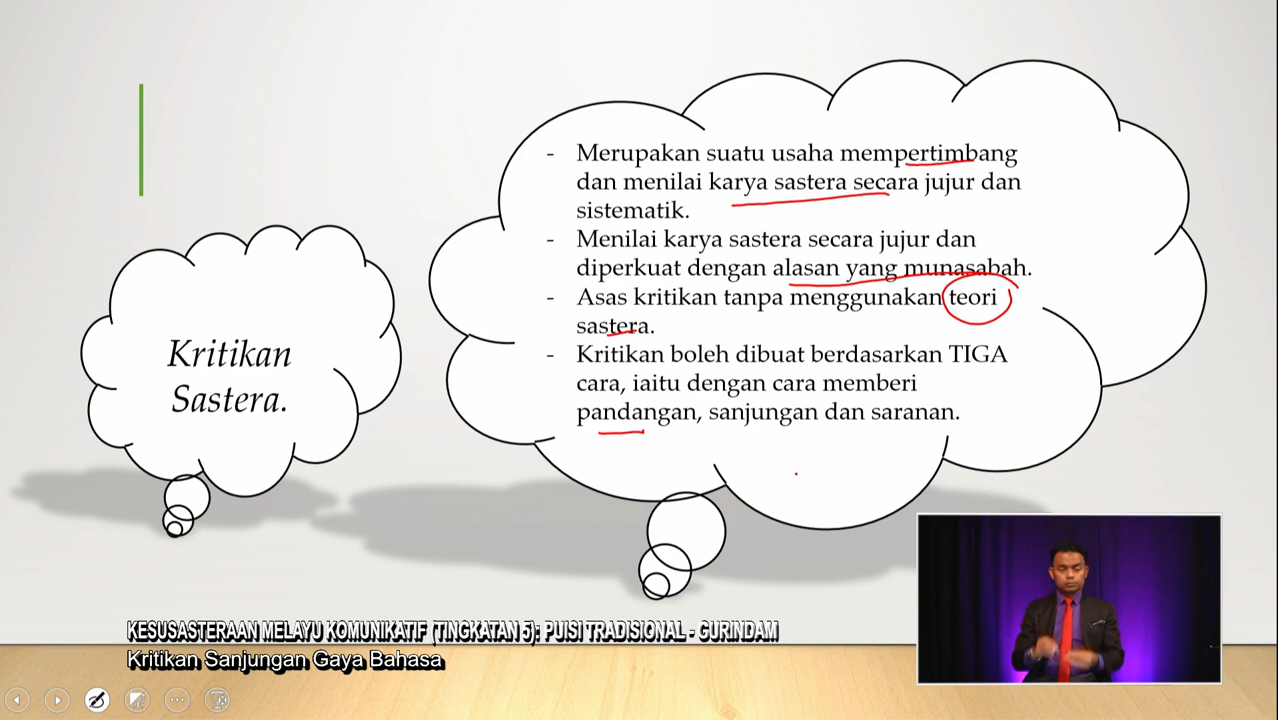 Kritikan
Sastera.
- Merupakan suatu usaha mempertimbang
dan menilai karya sastera secara jujur dan
sistematik.
- Menilai karya sastera secara jujur dan
diperkuat dengan alasan yang munasabah.
- Asas kritikan tanpa menggunakan teori
sastera.
- Kritikan boleh dibuat berdasarkan TIGA
cara, iaitu dengan cara memberi
pandangan, sanjungan dan saranan.
KESUSASTERAAN MELAYU KOMUNIKATIF (TINGKATAN 5): PUISI TRADISIONAL - GURINDAM
Kritikan Sanjungan Gaya Bahasa